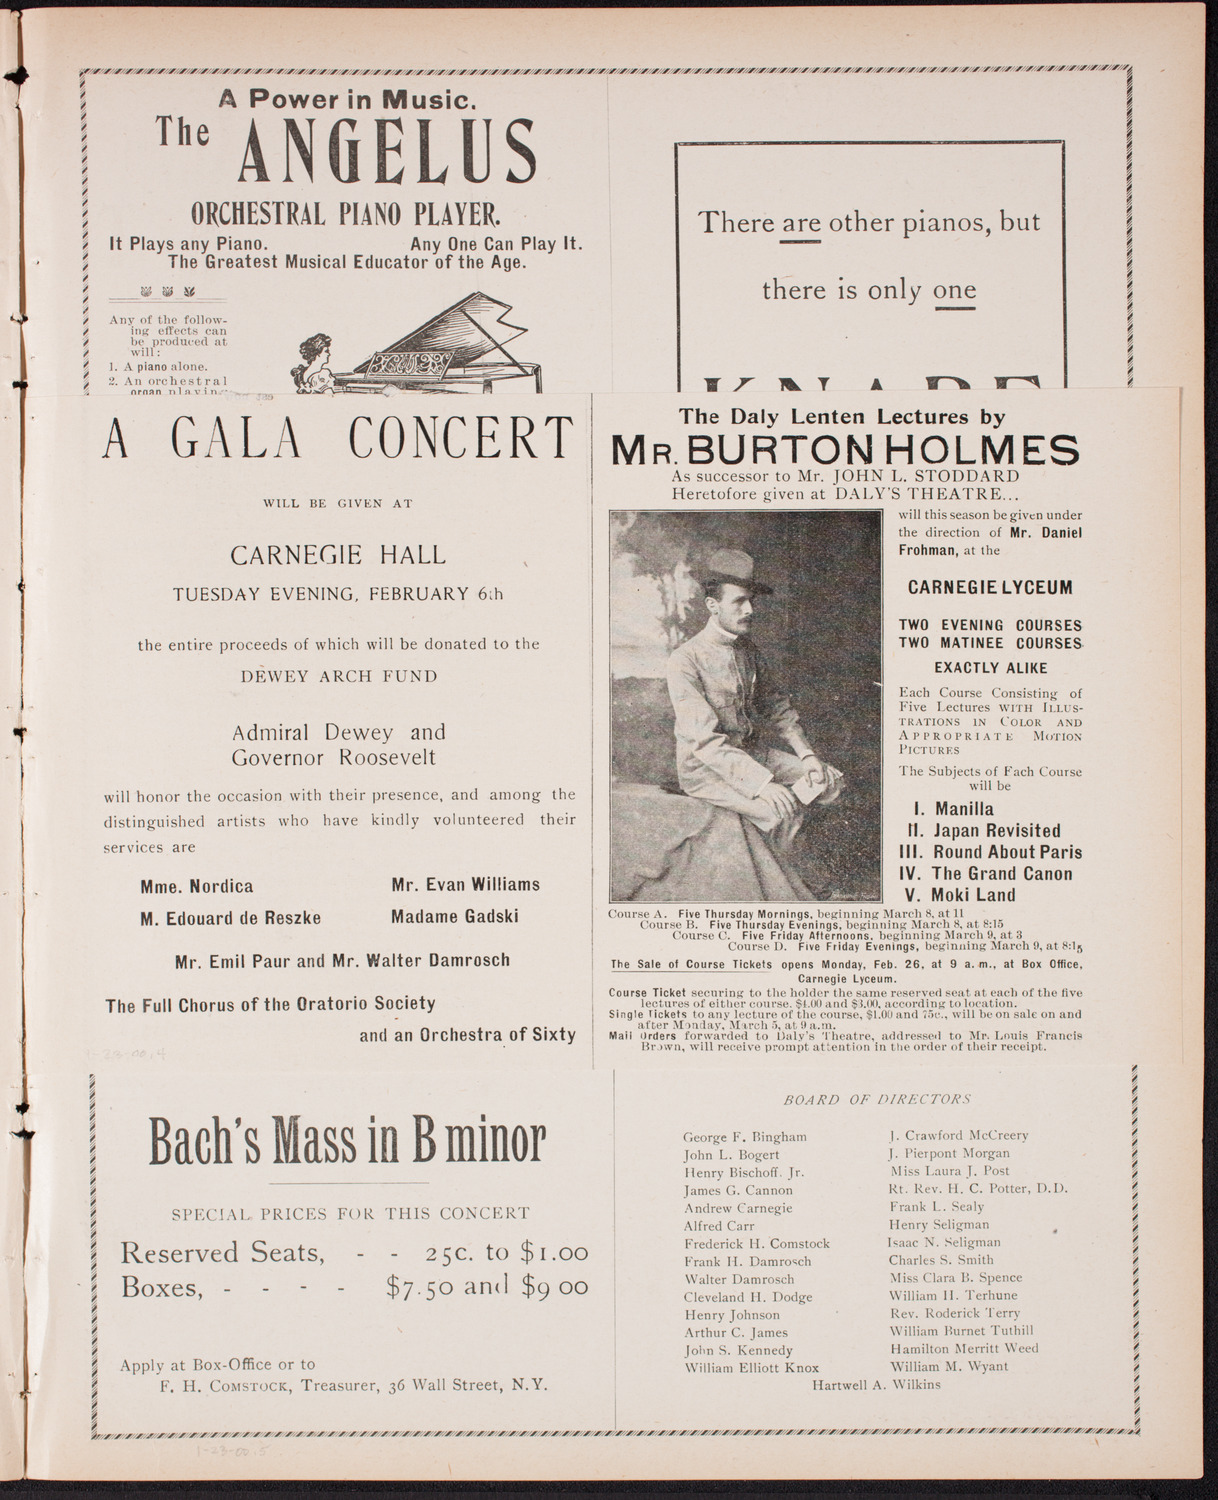 A Power in Music.
The ANGELUS
ORCHESTRAL PIANO PLAYER.
It Plays any Piano. Any One Can Play It.
The Greatest Musical Educator of the Age.
Any of the follow-
ing effects can
be produced at
will:
1. A piano alone.
2. An orchestral
organ playing
There are other pianos, but
there is only one
KNABE
A GALA CONCERT
WILL BE GIVEN AT
CARNEGIE HALL
TUESDAY EVENING, FEBRUARY 6th
the entire proceeds of which will be donated to the
DEWEY ARCH FUND
Admiral Dewey and
Governor Roosevelt
will honor the occasion with their presence, and among the
distinguished artists who have kindly volunteered their
services are
Mme. Nordica Mr. Evan Williams
M. Edouard de Reszke Madame Gadski
Mr. Emil Paur and Mr. Walter Damrosch
The Full Chorus of the Oratorio Society
and an Orchestra of Sixty
1-23-00.4
The Daly Lenten Lectures by
MR. BURTON HOLMES
As successor to Mr. JOHN L. STODDARD
Heretofore given at DALY'S THEATRE...
will this season be given under
the direction of Mr. Daniel
Frohman, at the
CARNEGIE LYCEUM
TWO EVENING COURSES
TWO MATINEE COURSES
EXACTLY ALIKE
Each Course Consisting of
Five Lectures WITH ILLUS-
TRATIONS IN COLOR AND
APPROPRIATE MOTION
PICTURES
The Subjects of Each Course
will be
I. Manilla
II. Japan Revisited
III. Round About Paris
IV. The Grand Canon
V. Moki Land
Course A. Five Thursday Mornings, beginning March 8, at 11
Course B. Five Thursday Evenings, beginning March 8, at 8:15
Course C. Five Friday Afternoons, beginning March 9, at 3
Course D. Five Friday Evenings, beginning March 9, at 8:15
The Sale of Course Tickets opens Monday, Feb. 26, at 9 a. m., at Box Office,
Carnegie Lyceum.
Course Ticket securing to the holder the same reserved seat at each of the five
lectures of either course, $4.00 and $3.00, according to location.
Single Tickets to any lecture of the course, $1.00 and 75c., will be on sale on and
after Monday, March 5, at 9 a.m.
Mail Orders forwarded to Daly's Theatre, addressed to Mr. Louis Francis
Brown, will receive prompt attention in the order of their receipt.
Bach's Mass in B minor
SPECIAL PRICES FOR THIS CONCERT
Reserved Seats, - - 25c. to $1.00
Boxes, - - - - $7.50 and $9 00
Apply at Box-Office or to
F. H. COMSTOCK, Treasurer, 36 Wall Street, N.Y.
1-23-00.5
BOARD OF DIRECTORS
George F. Bingham
John L. Bogert
Henry Bischoff. Jr.
James G. Cannon
Andrew Carnegie
Alfred Carr
Frederick H. Comstock
Frank H. Damrosch
Walter Damrosch
Cleveland H. Dodge
Henry Johnson
Arthur C. James
John S. Kennedy
William Elliott Knox
J. Crawford McCreery
J. Pierpont Morgan
Miss Laura J. Post
Rt. Rev. H. C. Potter, D.D.
Frank L. Sealy
Henry Seligman
Isaac N. Seligman
Charles S. Smith
Miss Clara B. Spence
William H. Terhune
Rev. Roderick Terry
William Burnet Tuthill
Hamilton Merritt Weed
William M. Wyant
Hartwell A. Wilkins